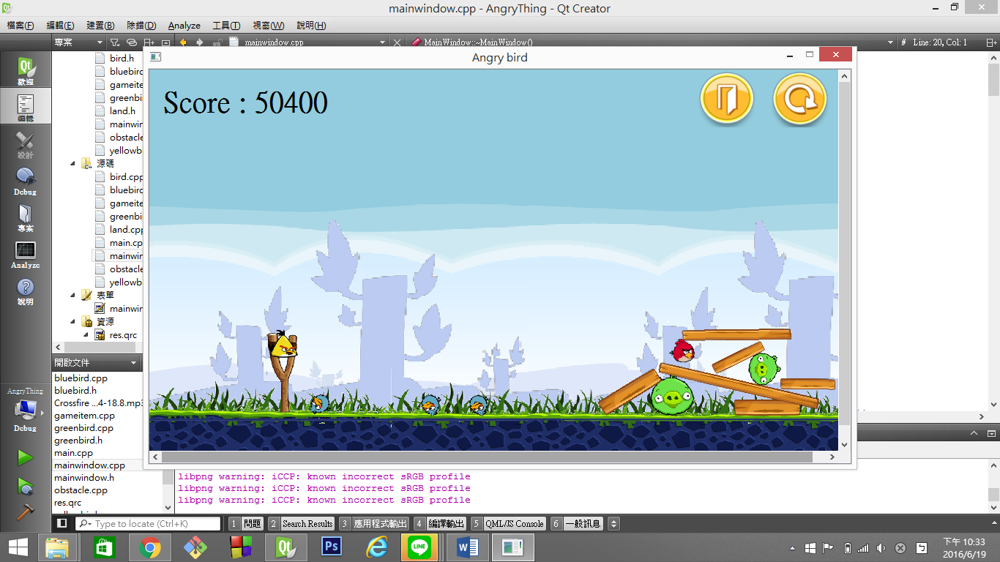 mainwindow.cpp - AngryThing - Qt Creator
檔案(F) 編輯(E) 建置(B) 除錯(D) Analyze 工具(T) 視窗(W) 說明(H)
專案 mainwindow.cpp MainWindow::~MainWindow() # Line: 20, Col: 1
Angry bird
Score : 50400
歡迎
編輯
設計
Debug
專案
Analyze
說明
AngryThing
Debug
bird.h
bluebird
gameite
greenbi
land.h
mainwin
obstacle
yellowb
源碼
bird.cpp
bluebird
gameite
greenbi
land.cpp
main.cp
mainwin
obstacle
yellowb
表單
mainwin
資源
res.qrc
開啟文件
bluebird.cpp
bluebird.h
Crossfire ...4-18.8.mp3
gameitem.cpp
greenbird.cpp
greenbird.h
main.cpp
mainwindow.cpp
mainwindow.h
obstacle.cpp
res.qrc
libpng warning: iCCP: known incorrect sRGB profile
libpng warning: iCCP: known incorrect sRGB profile
libpng warning: iCCP: known incorrect sRGB profile
Type to locate (Ctrl+K) 1 問題 2 Search Results 3 應用程式輸出 4 編譯輸出 5 QML/JS Console 6 一般訊息
Qt Ps LINE W
下午 10:33
2016/6/19